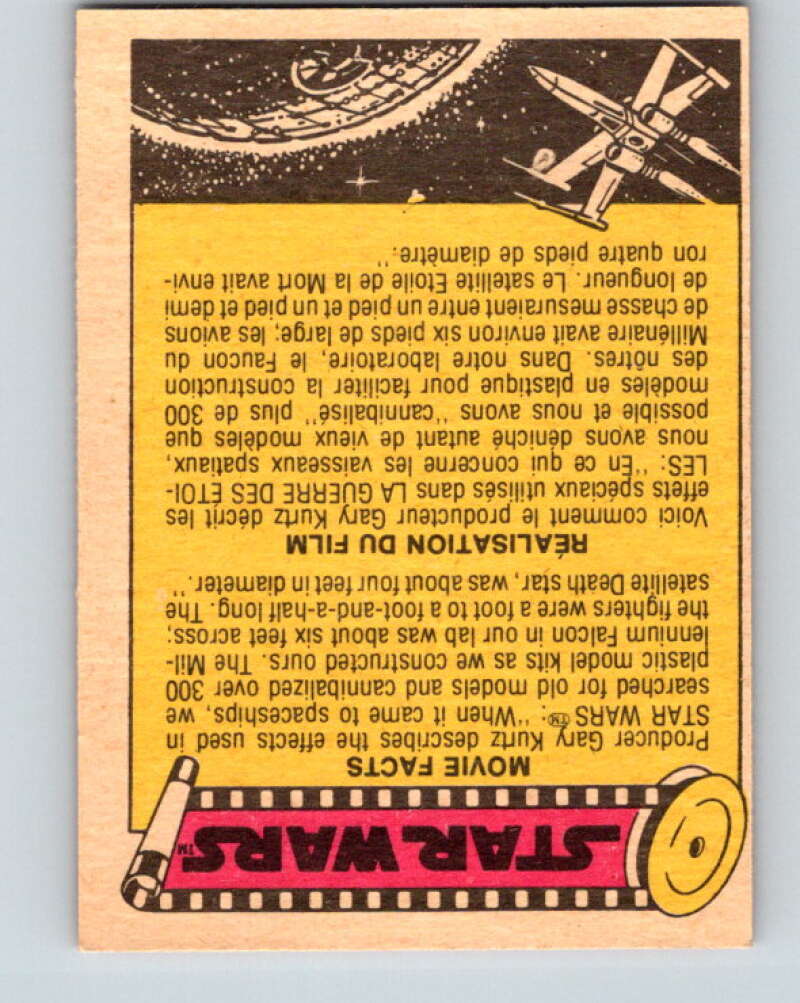 STAR WARS™
MOVIE FACTS
Producer Gary Kurtz describes the effects used in
STAR WARS™: "When it came to spaceships, we
searched for old models and cannibalized over 300
plastic model kits as we constructed ours. The Mil-
lennium Falcon in our lab was about six feet across;
the fighters were a foot to a foot-and-a-half long. The
satellite Death star, was about four feet in diameter."
RÉALISATION DU FILM
Voici comment le producteur Gary Kurtz décrit les
effets spéciaux utilisés dans LA GUERRE DES ETOI-
LES: "En ce qui concerne les vaisseaux spatiaux,
nous avons déniché autant de vieux modèles que
possible et nous avons "cannibalisé" plus de 300
modèles en plastique pour faciliter la construction
des nôtres. Dans notre laboratoire, le Faucon du
Millénaire avait environ six pieds de large; les avions
de chasse mesuraient entre un pied et un pied et demi
de longueur. Le satellite Etoile de la Mort avait envi-
ron quatre pieds de diamètre."